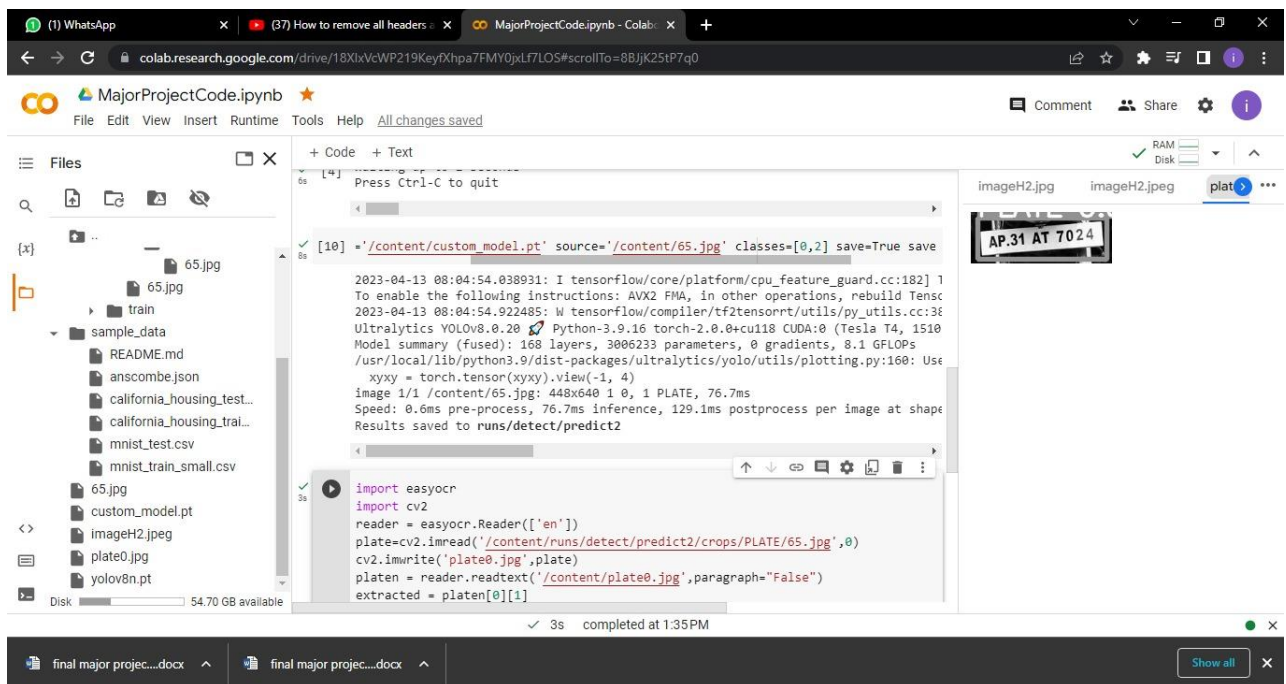 (1) WhatsApp
(37) How to remove all headers a
MajorProjectCode.ipynb - Colab
colab.research.google.com/drive/18XlxVcWP219KeyfXhpa7FMY0jxLf7LOS#scrollTo=8BJjK25tP7q0
MajorProjectCode.ipynb
File Edit View Insert Runtime Tools Help All changes saved
Comment Share i
Files
+ Code + Text
RAM
Disk
..
65.jpg
65.jpg
train
sample_data
README.md
anscombe.json
california_housing_test...
california_housing_trai...
mnist_test.csv
mnist_train_small.csv
65.jpg
custom_model.pt
imageH2.jpeg
plate0.jpg
yolov8n.pt
Disk 54.70 GB available
[4]
6s
Press Ctrl-C to quit
[10] ='/content/custom_model.pt' source='/content/65.jpg' classes=[0,2] save=True save
8s
2023-04-13 08:04:54.038931: I tensorflow/core/platform/cpu_feature_guard.cc:182]
To enable the following instructions: AVX2 FMA, in other operations, rebuild Tens
2023-04-13 08:04:54.922485: W tensorflow/compiler/tf2tensorrt/utils/py_utils.cc:38
Ultralytics YOLOv8.0.20 🚀 Python-3.9.16 torch-2.0.0+cu118 CUDA:0 (Tesla T4, 1510
Model summary (fused): 168 layers, 3006233 parameters, 0 gradients, 8.1 GFLOPs
/usr/local/lib/python3.9/dist-packages/ultralytics/yolo/utils/plotting.py:160: Use
xyxy = torch.tensor(xyxy).view(-1, 4)
image 1/1 /content/65.jpg: 448x640 1 0, 1 PLATE, 76.7ms
Speed: 0.6ms pre-process, 76.7ms inference, 129.1ms postprocess per image at shape
Results saved to runs/detect/predict2
3s
import easyocr
import cv2
reader = easyocr.Reader(['en'])
plate=cv2.imread('/content/runs/detect/predict2/crops/PLATE/65.jpg',0)
cv2.imwrite('plate0.jpg',plate)
platen = reader.readtext('/content/plate0.jpg',paragraph="False")
extracted = platen[0][1]
imageH2.jpg imageH2.jpeg plat
AP.31 AT 7024
3s completed at 1:35 PM
final major projec....docx
final major projec....docx
Show all